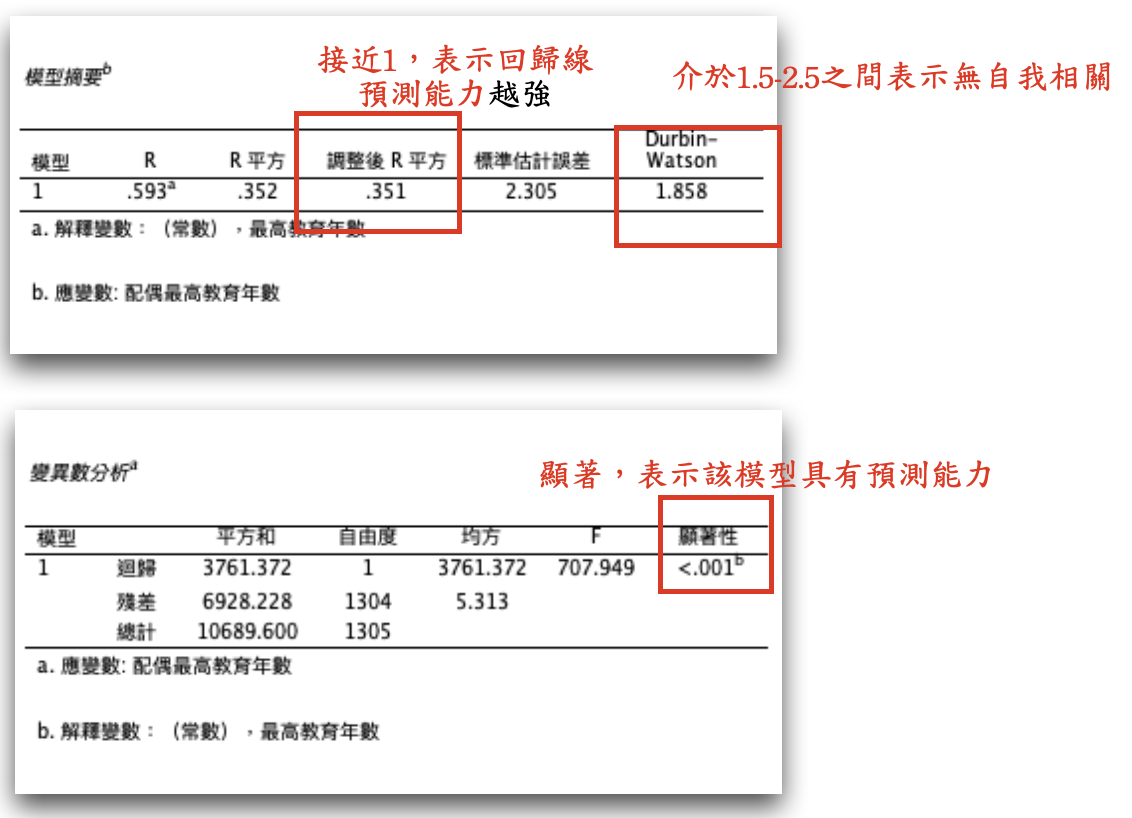 接近1，表示回歸線
預測能力越強
介於1.5-2.5之間表示無自我相關
模型摘要b
模型 R R 平方 調整後 R 平方 標準估計誤差 Durbin-Watson
1 .593a .352 .351 2.305 1.858
a. 解釋變數：（常數），最高教育年數
b. 應變數: 配偶最高教育年數
顯著，表示該模型具有預測能力
變異數分析a
模型 平方和 自由度 均方 F 顯著性
1 迴歸 3761.372 1 3761.372 707.949 <.001b
殘差 6928.228 1304 5.313
總計 10689.600 1305
a. 應變數: 配偶最高教育年數
b. 解釋變數：（常數），最高教育年數